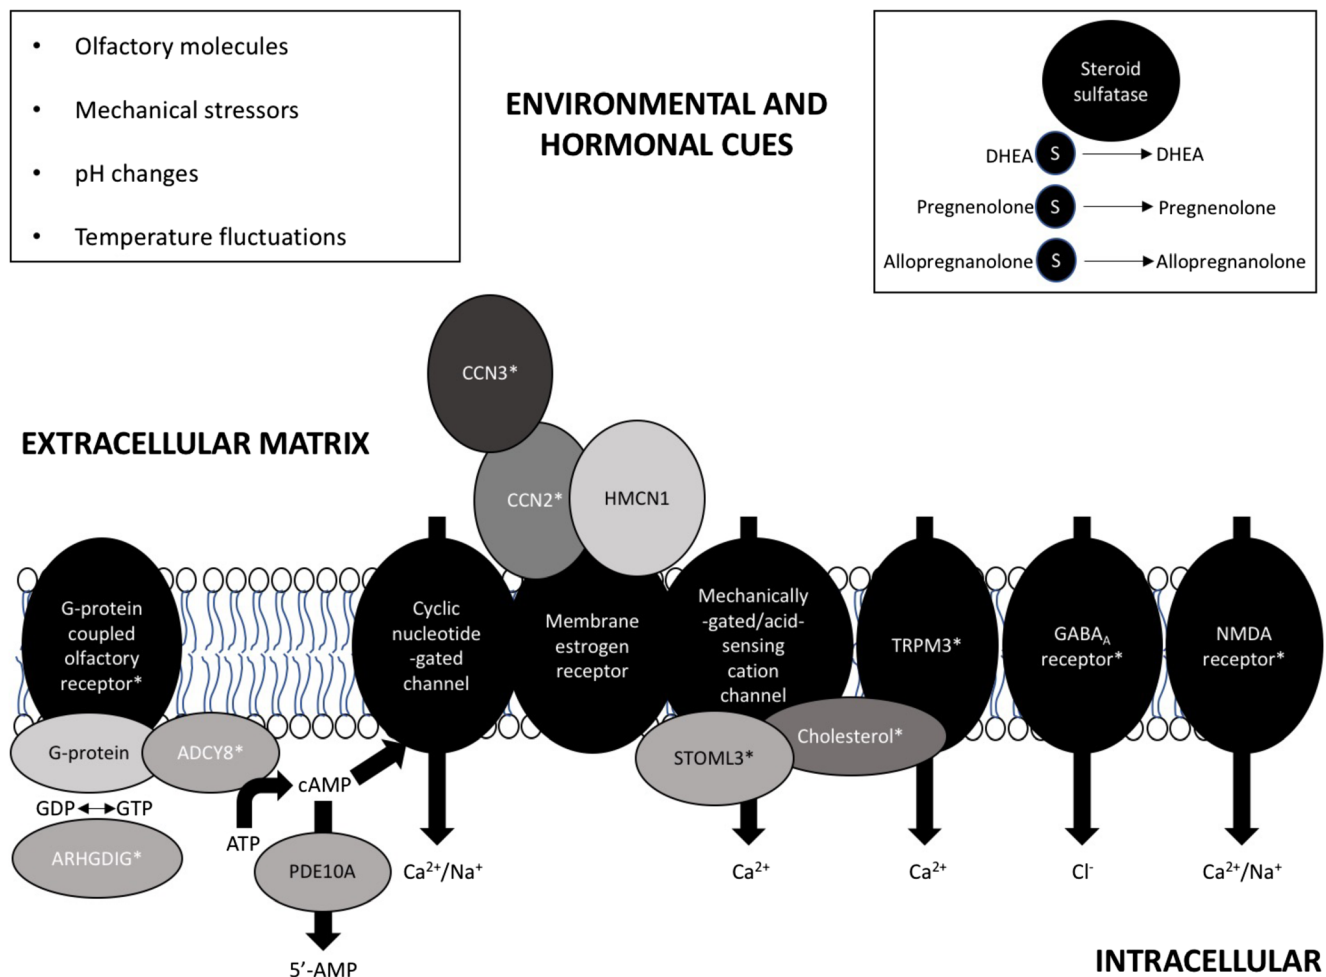 • Olfactory molecules
• Mechanical stressors
• pH changes
• Temperature fluctuations
ENVIRONMENTAL AND
HORMONAL CUES
Steroid
sulfatase
DHEA S DHEA
Pregnenolone S Pregnenolone
Allopregnanolone S Allopregnanolone
CCN3*
EXTRACELLULAR MATRIX
CCN2*
HMCN1
G-protein
coupled
olfactory
receptor*
Cyclic
nucleotide
-gated
channel
Membrane
estrogen
receptor
Mechanically
-gated/acid-
sensing
cation
channel
TRPM3*
GABA_A
receptor*
NMDA
receptor*
G-protein
ADCY8*
STOML3*
Cholesterol*
GDP GTP
cAMP
ATP
ARHGDIG*
PDE10A
Ca²⁺/Na⁺
Ca²⁺
Ca²⁺
Cl⁻
Ca²⁺/Na⁺
5’-AMP
INTRACELLULAR